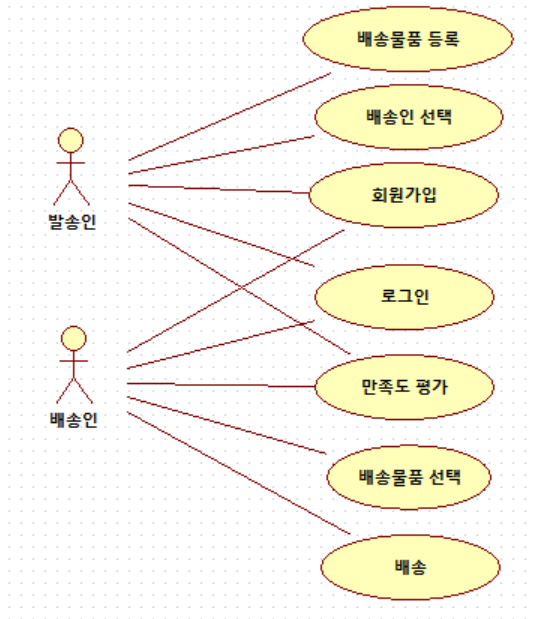 배송물품 등록
배송인 선택
회원가입
발송인
로그인
만족도 평가
배송인
배송물품 선택
배송